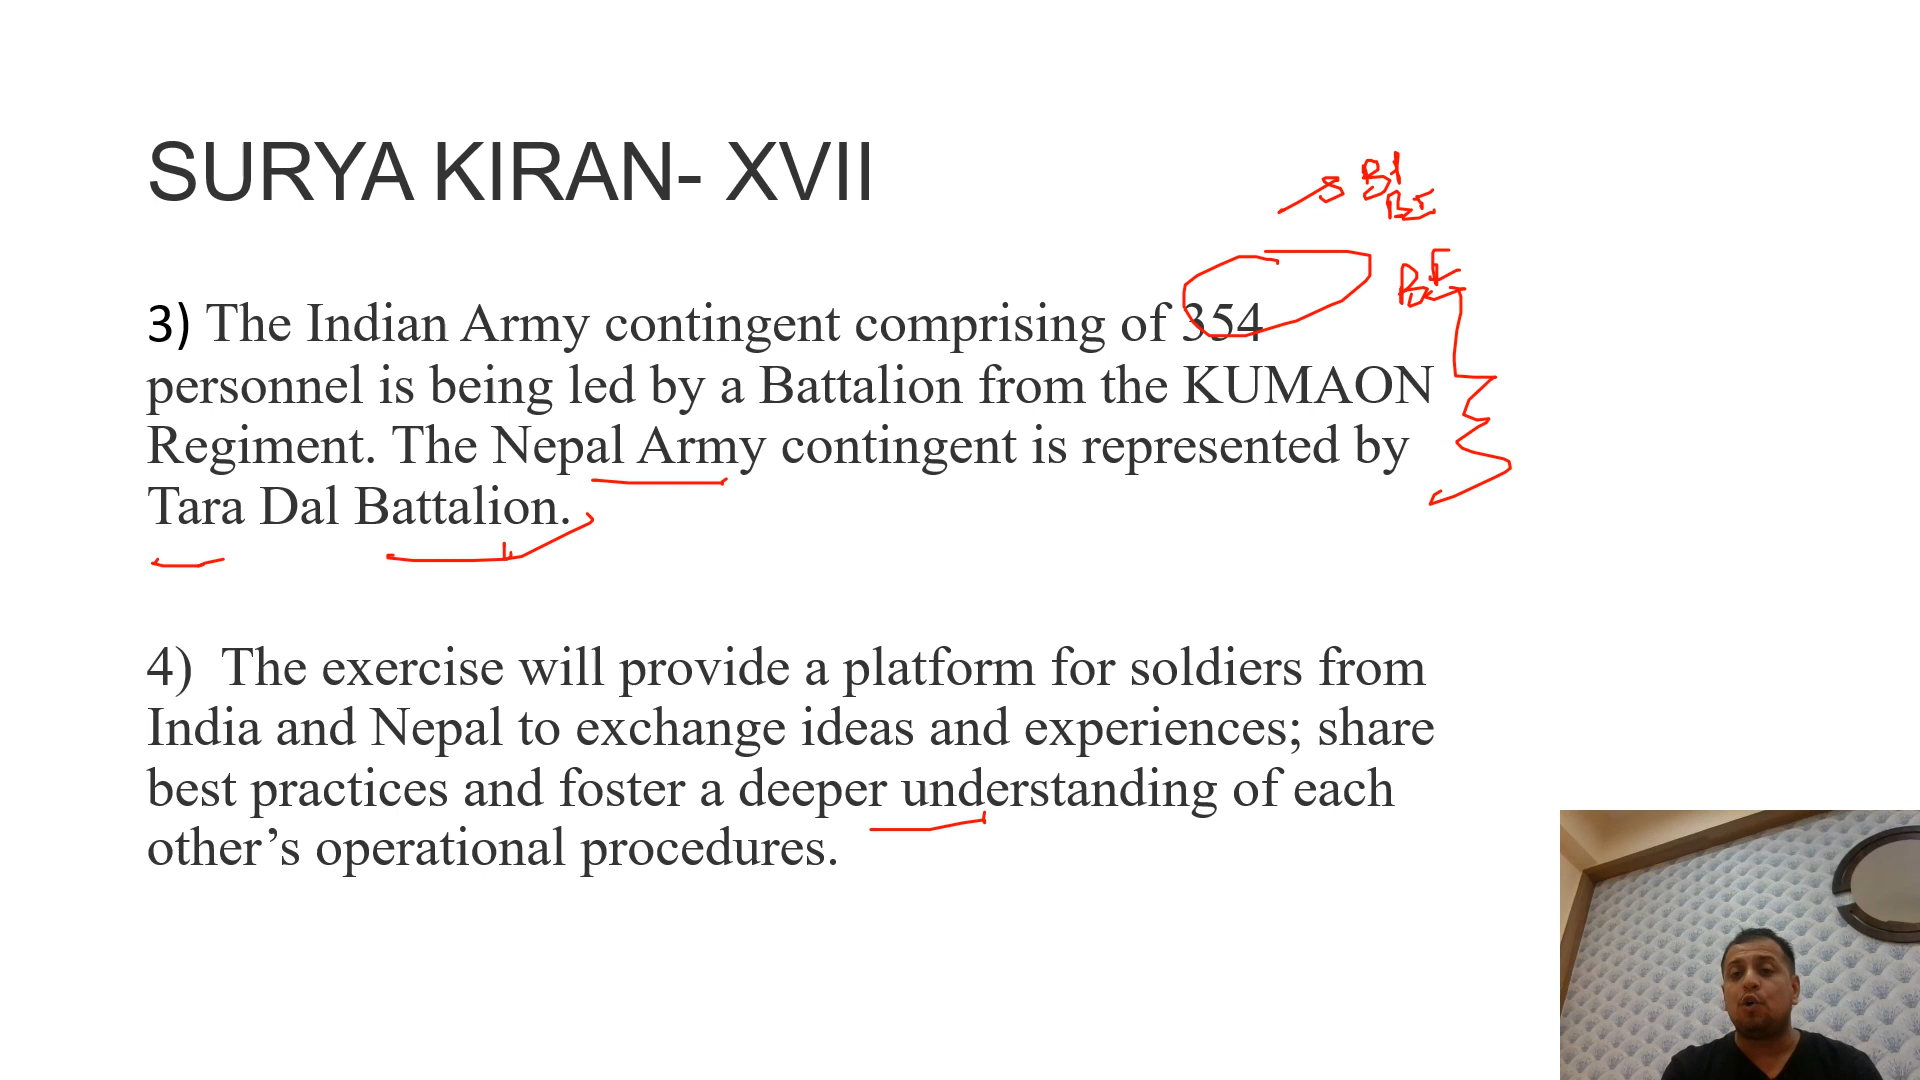 SURYA KIRAN- XVII
3) The Indian Army contingent comprising of 354
personnel is being led by a Battalion from the KUMAON
Regiment. The Nepal Army contingent is represented by
Tara Dal Battalion.
4) The exercise will provide a platform for soldiers from
India and Nepal to exchange ideas and experiences; share
best practices and foster a deeper understanding of each
other’s operational procedures.